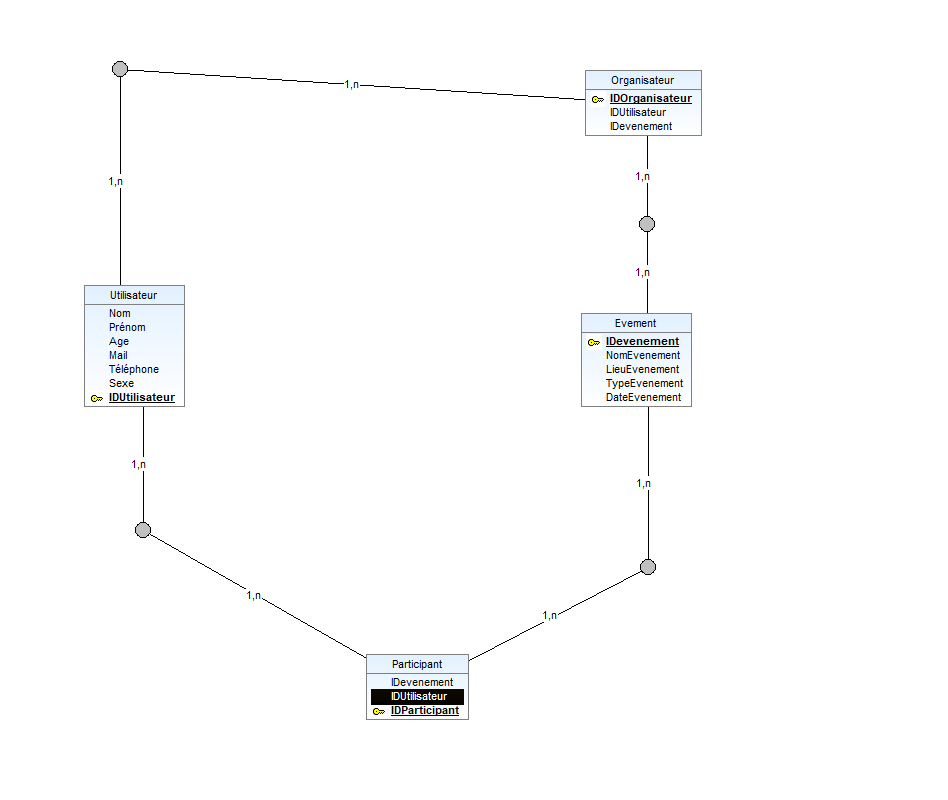 1,n
Organisateur
IDOrganisateur
IDUtilisateur
IDevenement
1,n
1,n
1,n
Utilisateur
Nom
Prénom
Age
Mail
Téléphone
Sexe
IDUtilisateur
Evement
IDevenement
NomEvenement
LieuEvenement
TypeEvenement
DateEvenement
1,n
1,n
1,n
1,n
Participant
IDevenement
IDUtilisateur
IDParticipant